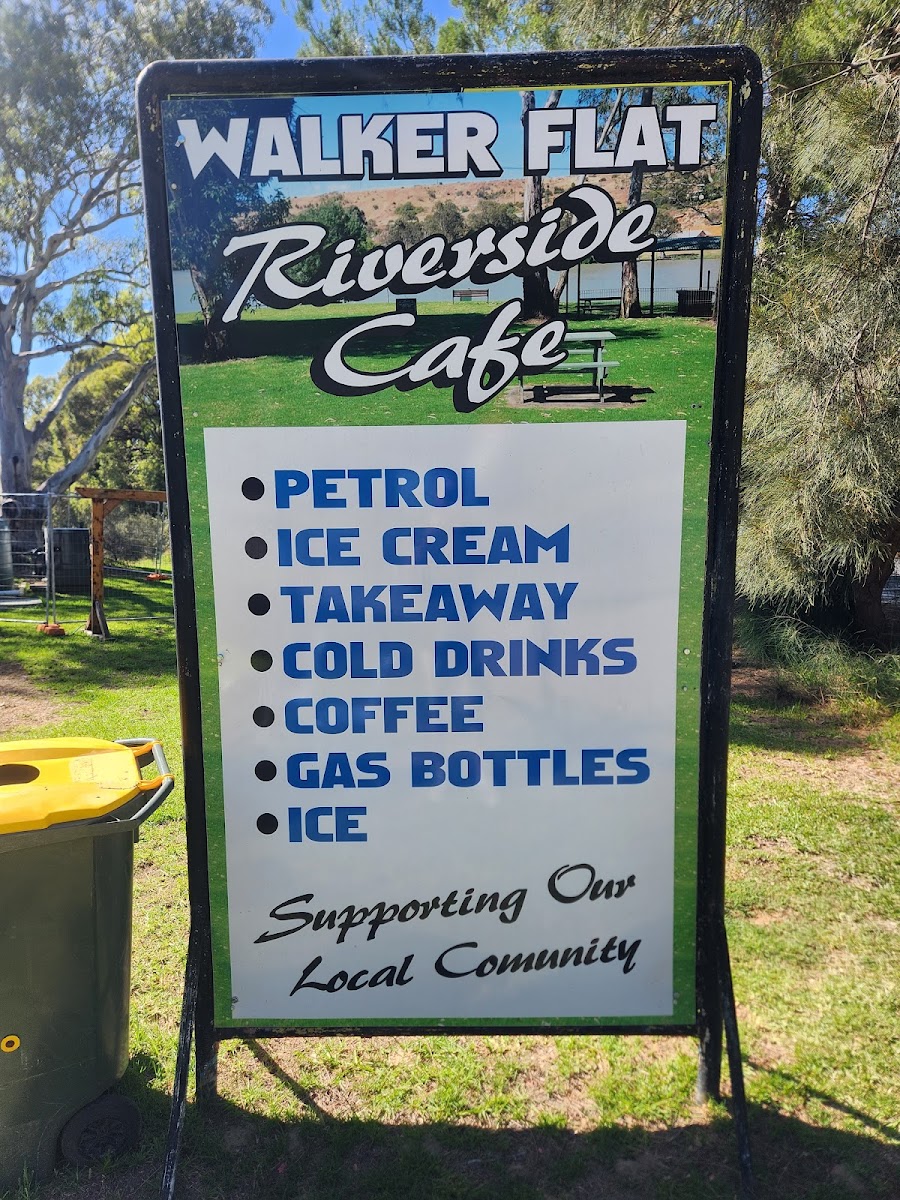 WALKER FLAT
Riverside
Cafe
• PETROL
• ICE CREAM
• TAKEAWAY
• COLD DRINKS
• COFFEE
• GAS BOTTLES
• ICE
Supporting Our
Local Comunity